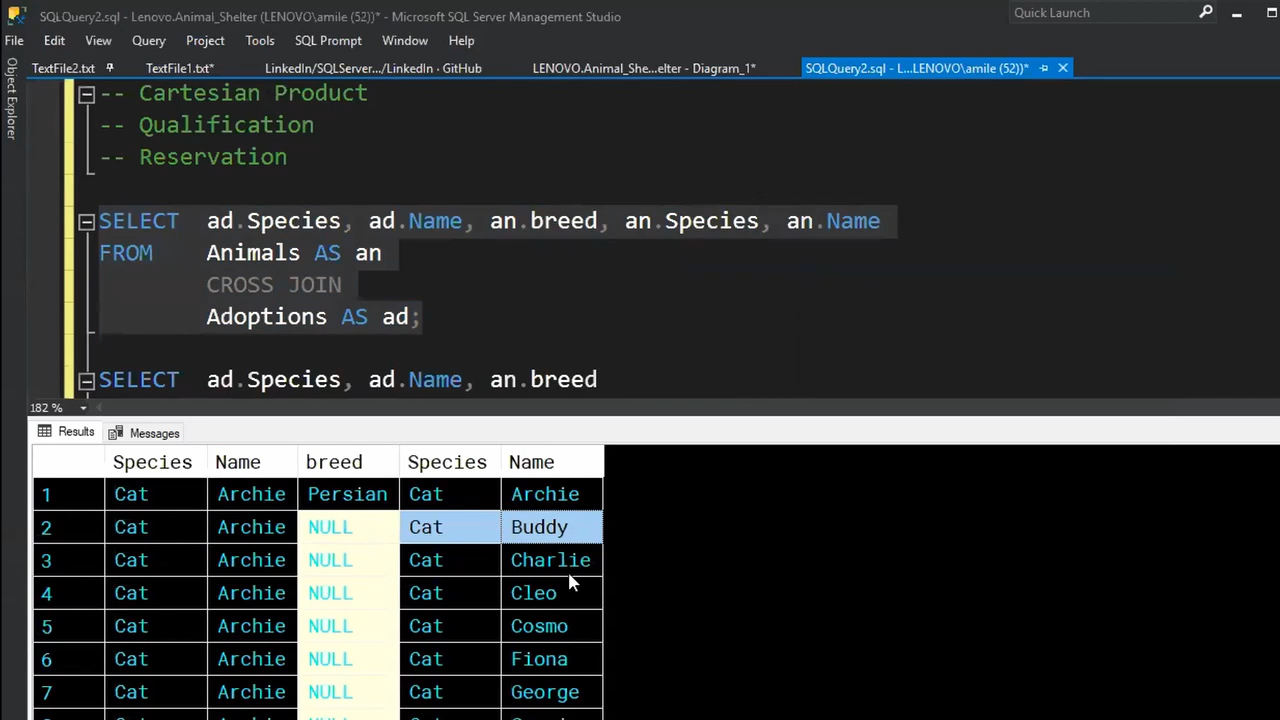 SQLQuery2.sql - Lenovo.Animal_Shelter (LENOVO\amile (52))* - Microsoft SQL Server Management Studio
Quick Launch
File Edit View Query Project Tools SQL Prompt Window Help
TextFile2.txt TextFile1.txt* LinkedIn/SQLServer.../LinkedIn - GitHub LENOVO.Animal_She...elter - Diagram_1* SQLQuery2.sql - L...LENOVO\amile (52))*
Object Explorer
-- Cartesian Product
-- Qualification
-- Reservation
SELECT ad.Species, ad.Name, an.breed, an.Species, an.Name
FROM Animals AS an
CROSS JOIN
Adoptions AS ad;
SELECT ad.Species, ad.Name, an.breed
182 %
Results Messages
Species Name breed Species Name
1 Cat Archie Persian Cat Archie
2 Cat Archie NULL Cat Buddy
3 Cat Archie NULL Cat Charlie
4 Cat Archie NULL Cat Cleo
5 Cat Archie NULL Cat Cosmo
6 Cat Archie NULL Cat Fiona
7 Cat Archie NULL Cat George